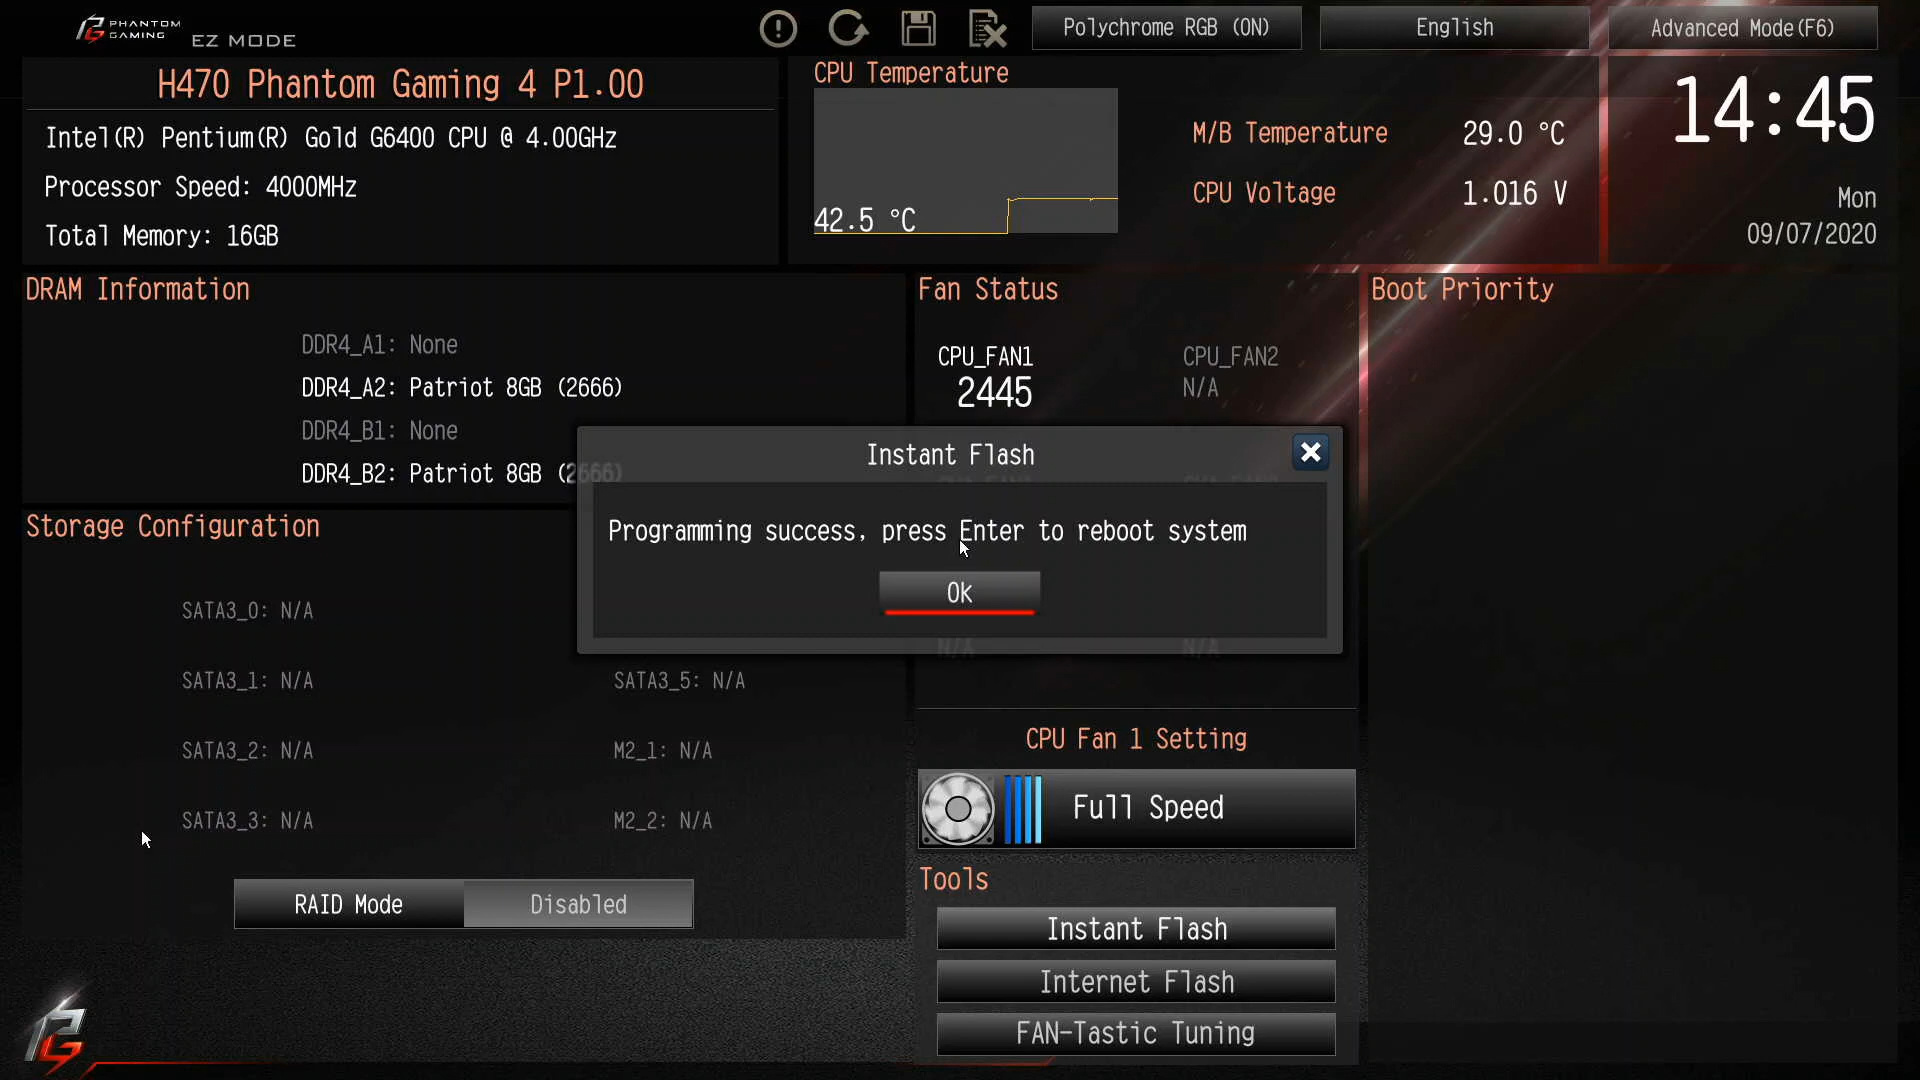 PHANTOM
GAMING
EZ MODE
Polychrome RGB (ON)
English
Advanced Mode(F6)
H470 Phantom Gaming 4 P1.00
Intel(R) Pentium(R) Gold G6400 CPU @ 4.00GHz
Processor Speed: 4000MHz
Total Memory: 16GB
CPU Temperature
42.5 °C
M/B Temperature 29.0 °C
CPU Voltage 1.016 V
14:45
Mon
09/07/2020
DRAM Information
DDR4_A1: None
DDR4_A2: Patriot 8GB (2666)
DDR4_B1: None
DDR4_B2: Patriot 8GB (2666)
Fan Status
CPU_FAN1
2445
CPU_FAN2
N/A
Boot Priority
Instant Flash
Programming success, press Enter to reboot system
Ok
N/A N/A
Storage Configuration
SATA3_0: N/A
SATA3_1: N/A SATA3_5: N/A
SATA3_2: N/A M2_1: N/A
SATA3_3: N/A M2_2: N/A
RAID Mode Disabled
CPU Fan 1 Setting
Full Speed
Tools
Instant Flash
Internet Flash
FAN-Tastic Tuning